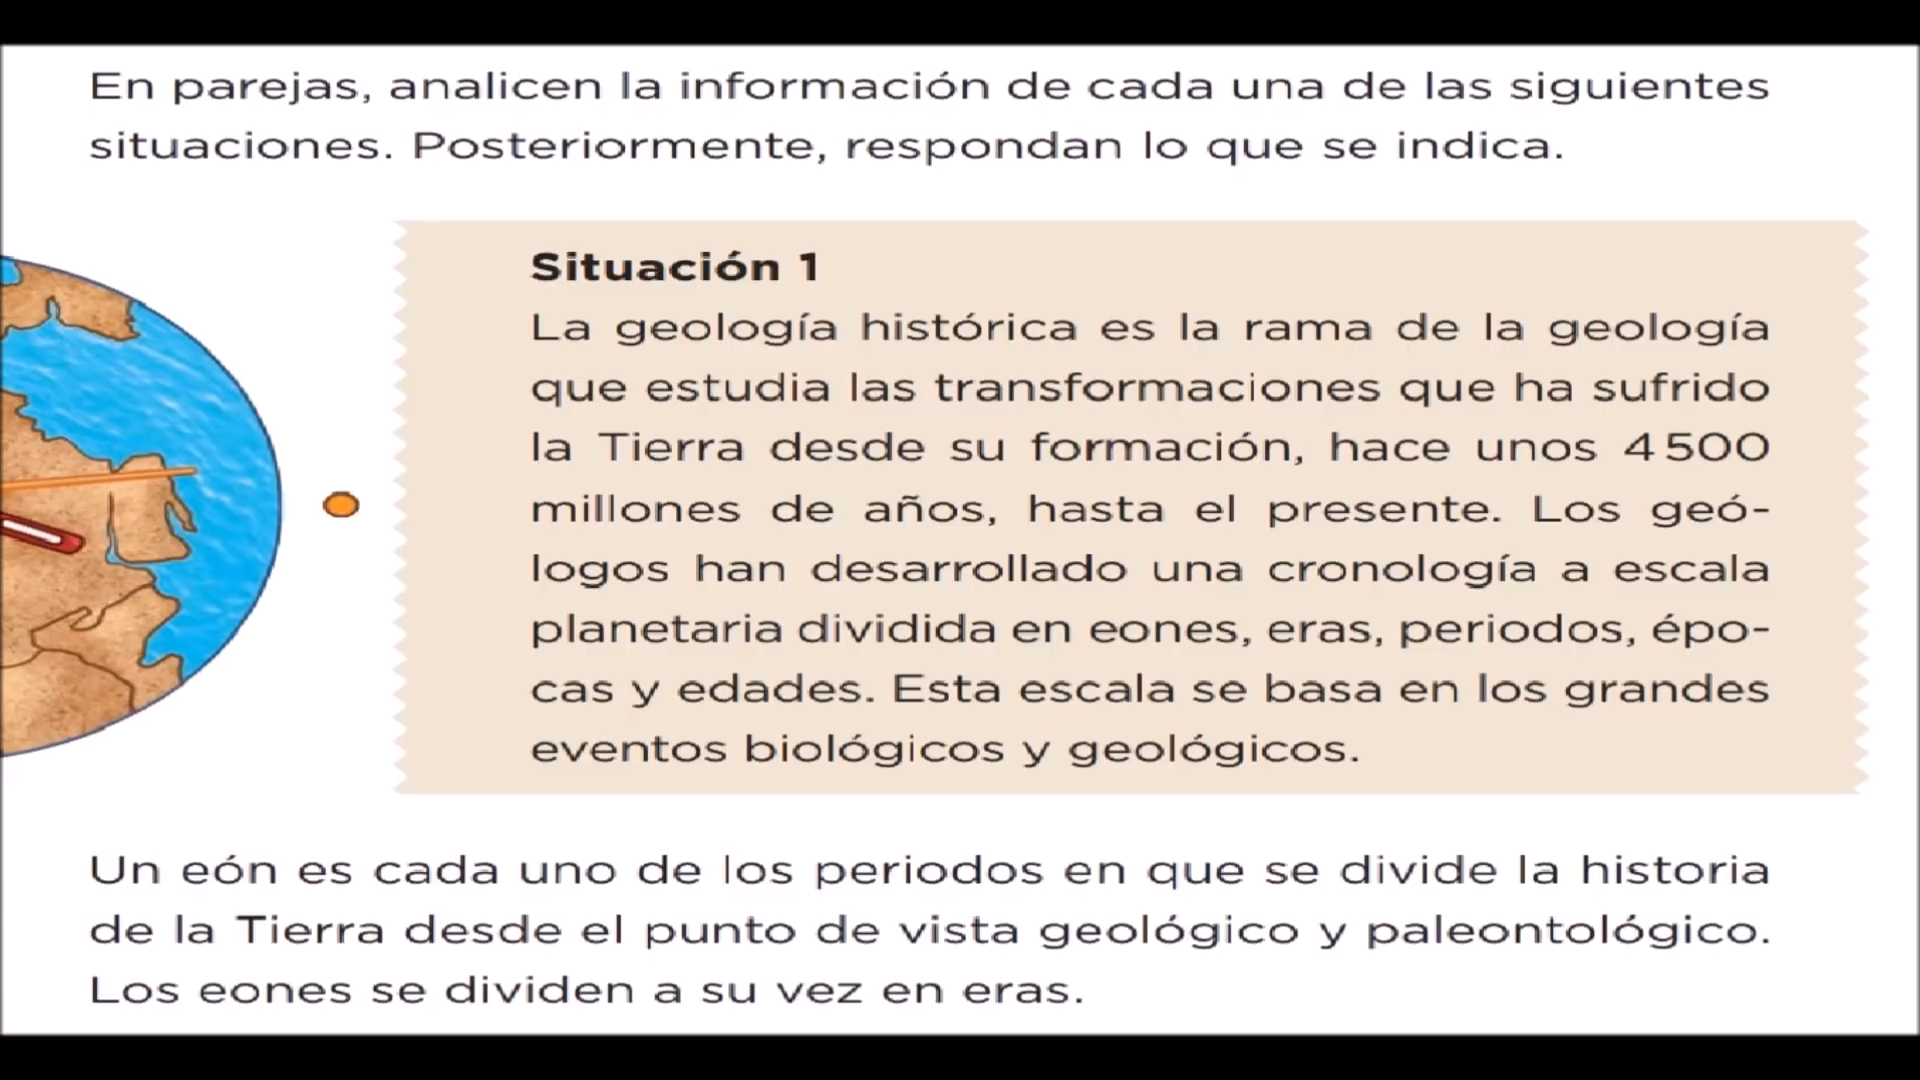 En parejas, analicen la información de cada una de las siguientes
situaciones. Posteriormente, respondan lo que se indica.
Situación 1
La geología histórica es la rama de la geología
que estudia las transformaciones que ha sufrido
la Tierra desde su formación, hace unos 4 500
millones de años, hasta el presente. Los geó-
logos han desarrollado una cronología a escala
planetaria dividida en eones, eras, periodos, épo-
cas y edades. Esta escala se basa en los grandes
eventos biológicos y geológicos.
Un eón es cada uno de los periodos en que se divide la historia
de la Tierra desde el punto de vista geológico y paleontológico.
Los eones se dividen a su vez en eras.